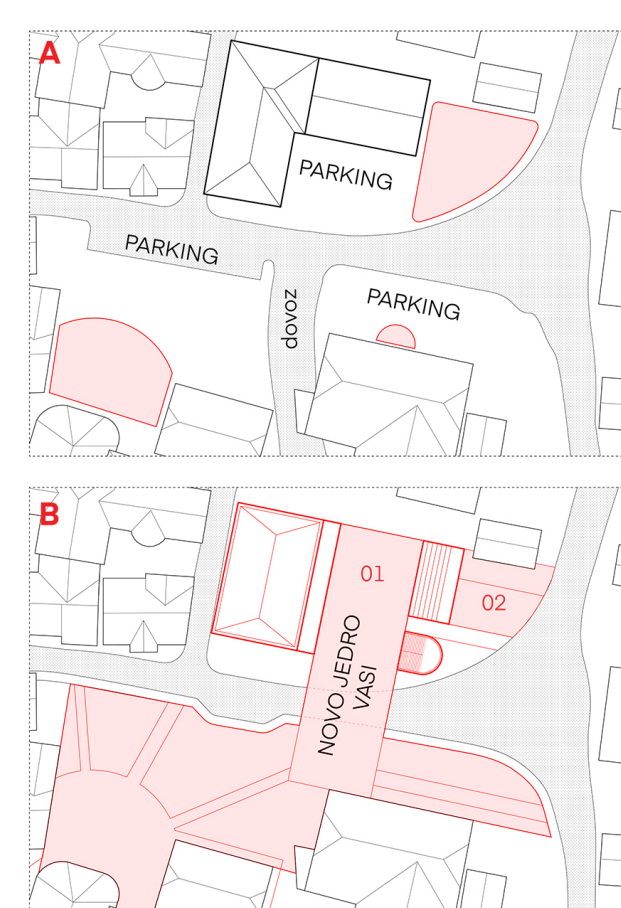 A
PARKING
PARKING
dovoz
PARKING
B
01
02
NOVO JEDRO
VASI